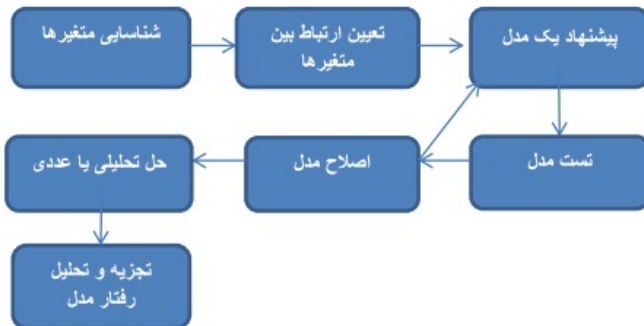 شناسایی متغیرها
تعیین ارتباط بین
متغیرها
پیشنهاد یک مدل
تست مدل
اصلاح مدل
حل تحلیلی یا عددی
تجزیه و تحلیل
رفتار مدل